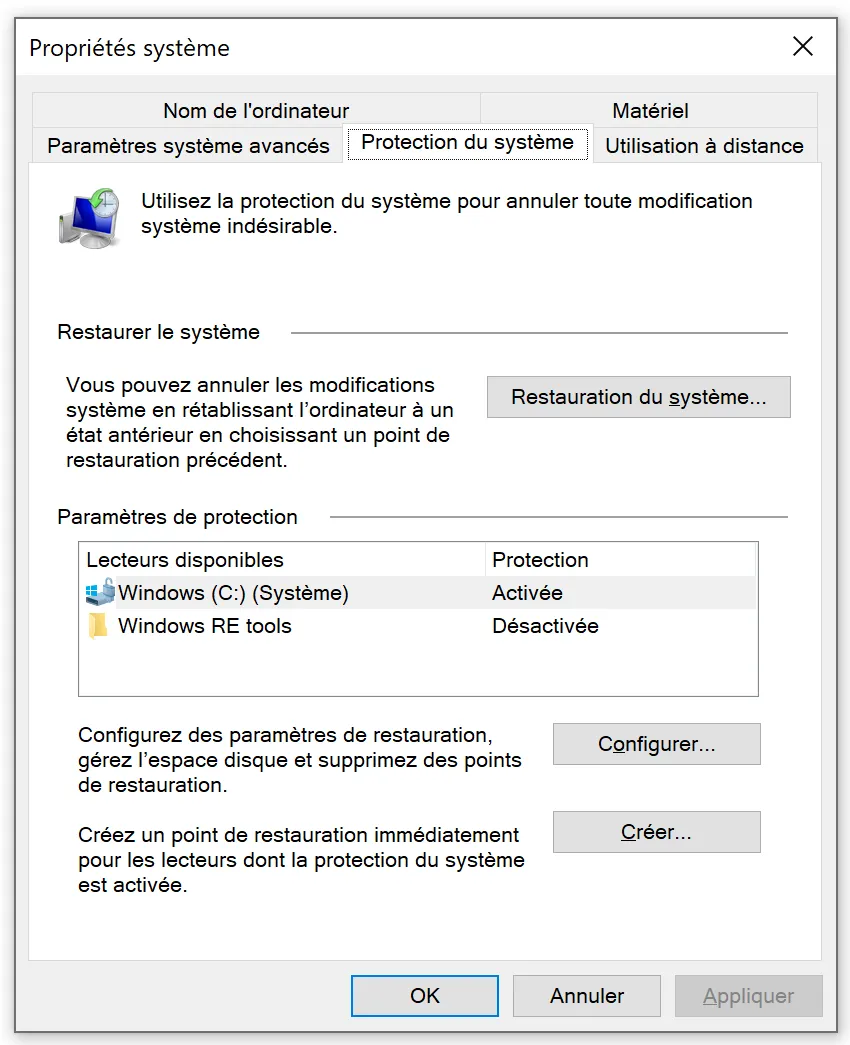 Propriétés système
Nom de l'ordinateur
Matériel
Paramètres système avancés
Protection du système
Utilisation à distance
Utilisez la protection du système pour annuler toute modification
système indésirable.
Restaurer le système
Vous pouvez annuler les modifications
système en rétablissant l’ordinateur à un
état antérieur en choisissant un point de
restauration précédent.
Restauration du système...
Paramètres de protection
Lecteurs disponibles
Protection
Windows (C:) (Système)
Activée
Windows RE tools
Désactivée
Configurez des paramètres de restauration,
gérez l’espace disque et supprimez des points
de restauration.
Configurer...
Créez un point de restauration immédiatement
pour les lecteurs dont la protection du système
est activée.
Créer...
OK
Annuler
Appliquer